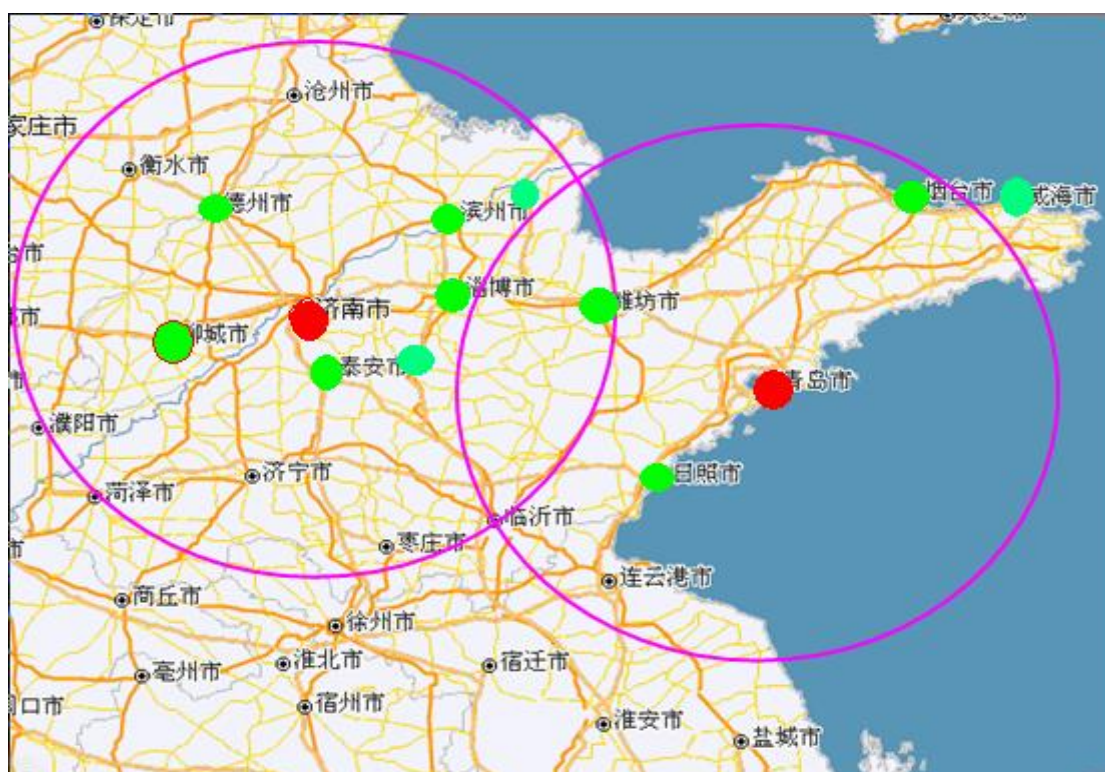 沧州市
家庄市
衡水市
德州市
滨州市
烟台市
威海市
台市
淄博市
潍坊市
济南市
聊城市
泰安市
青岛市
濮阳市
济宁市
日照市
菏泽市
临沂市
枣庄市
连云港市
商丘市
徐州市
淮北市
宿迁市
亳州市
宿州市
周口市
淮安市
盐城市